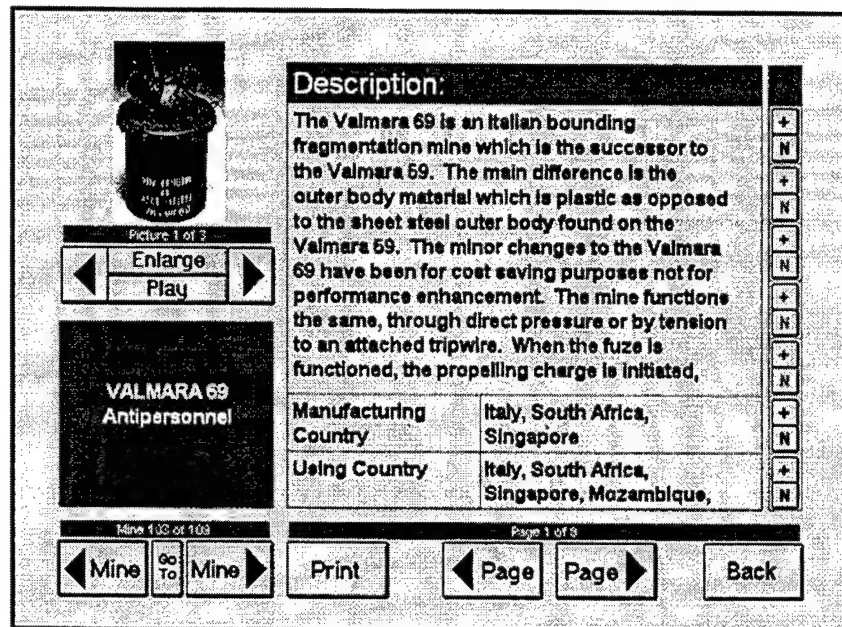 Description:
The Valmara 69 is an Italian bounding
fragmentation mine which is the successor to
the Valmara 59. The main difference is the
outer body material which is plastic as opposed
to the sheet steel outer body found on the
Valmara 59. The minor changes to the Valmara
69 have been for cost saving purposes not for
performance enhancement. The mine functions
the same, through direct pressure or by tension
to an attached tripwire. When the fuze is
functioned, the propelling charge is initiated,
+
N
+
N
+
N
+
N
+
N
Manufacturing Country
Italy, South Africa,
Singapore
+
N
Using Country
Italy, South Africa,
Singapore, Mozambique,
+
N
Picture 1 of 3
Enlarge
Play
VALMARA 69
Antipersonnel
Mine 103 of 109
Page 1 of
Mine
Go
To
Mine
Print
Page
Page
Back